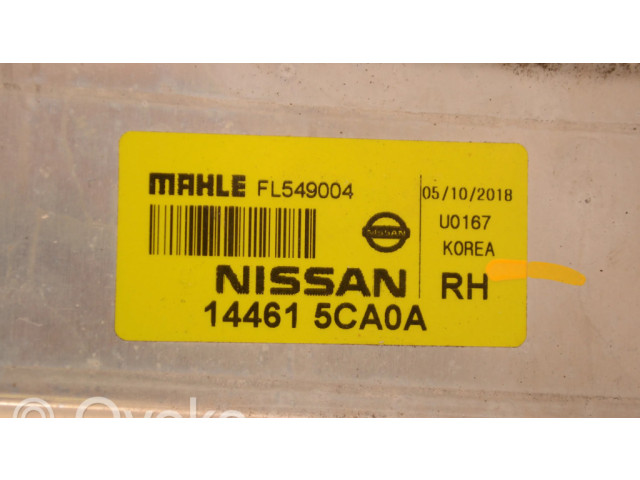 MAHLE FL549004
NISSAN
NISSAN
14461 5CA0A
05/10/2018
U0167
KOREA
RH